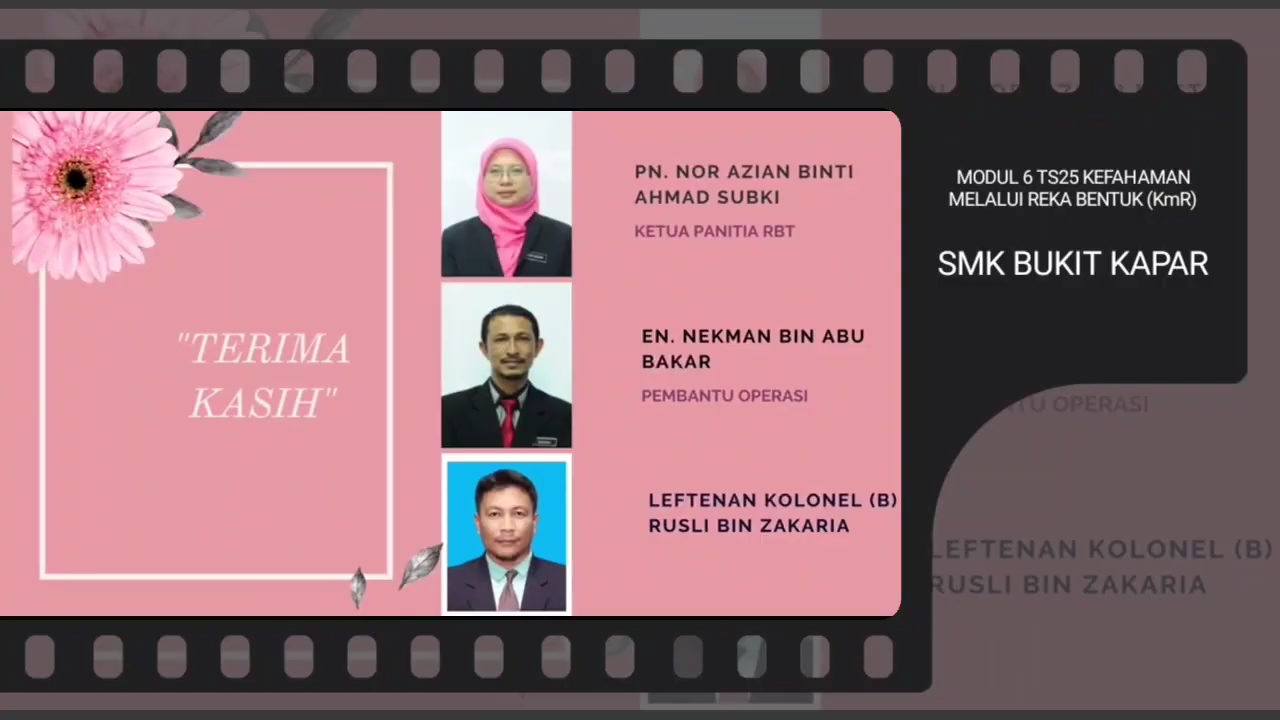 "TERIMA
KASIH"
PN. NOR AZIAN BINTI
AHMAD SUBKI
KETUA PANITIA RBT
EN. NEKMAN BIN ABU
BAKAR
PEMBANTU OPERASI
LEFTENAN KOLONEL (B)
RUSLI BIN ZAKARIA
MODUL 6 TS25 KEFAHAMAN
MELALUI REKA BENTUK (KmR)
SMK BUKIT KAPAR
TU OPERASI
LEFTENAN KOLONEL (B)
RUSLI BIN ZAKARIA